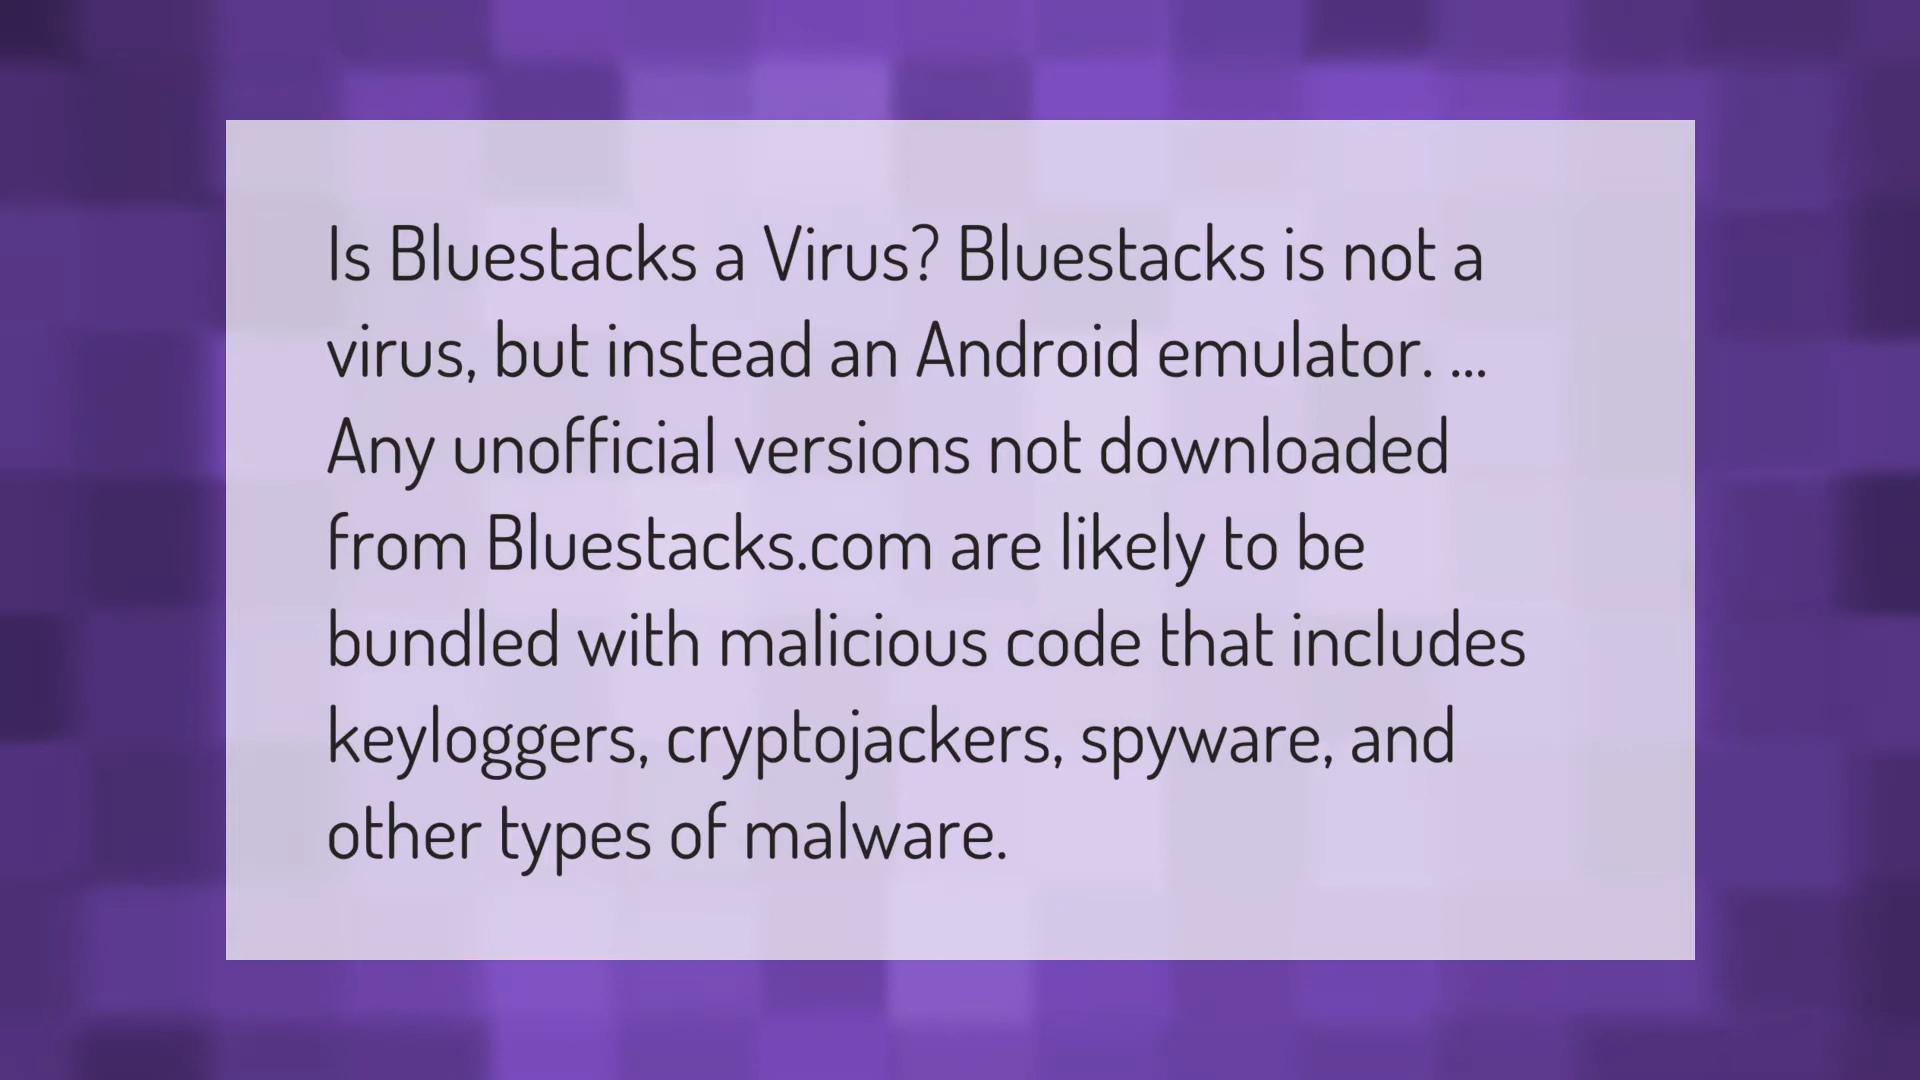 Is Bluestacks a Virus? Bluestacks is not a
virus, but instead an Android emulator. ...
Any unofficial versions not downloaded
from Bluestacks.com are likely to be
bundled with malicious code that includes
keyloggers, cryptojackers, spyware, and
other types of malware.